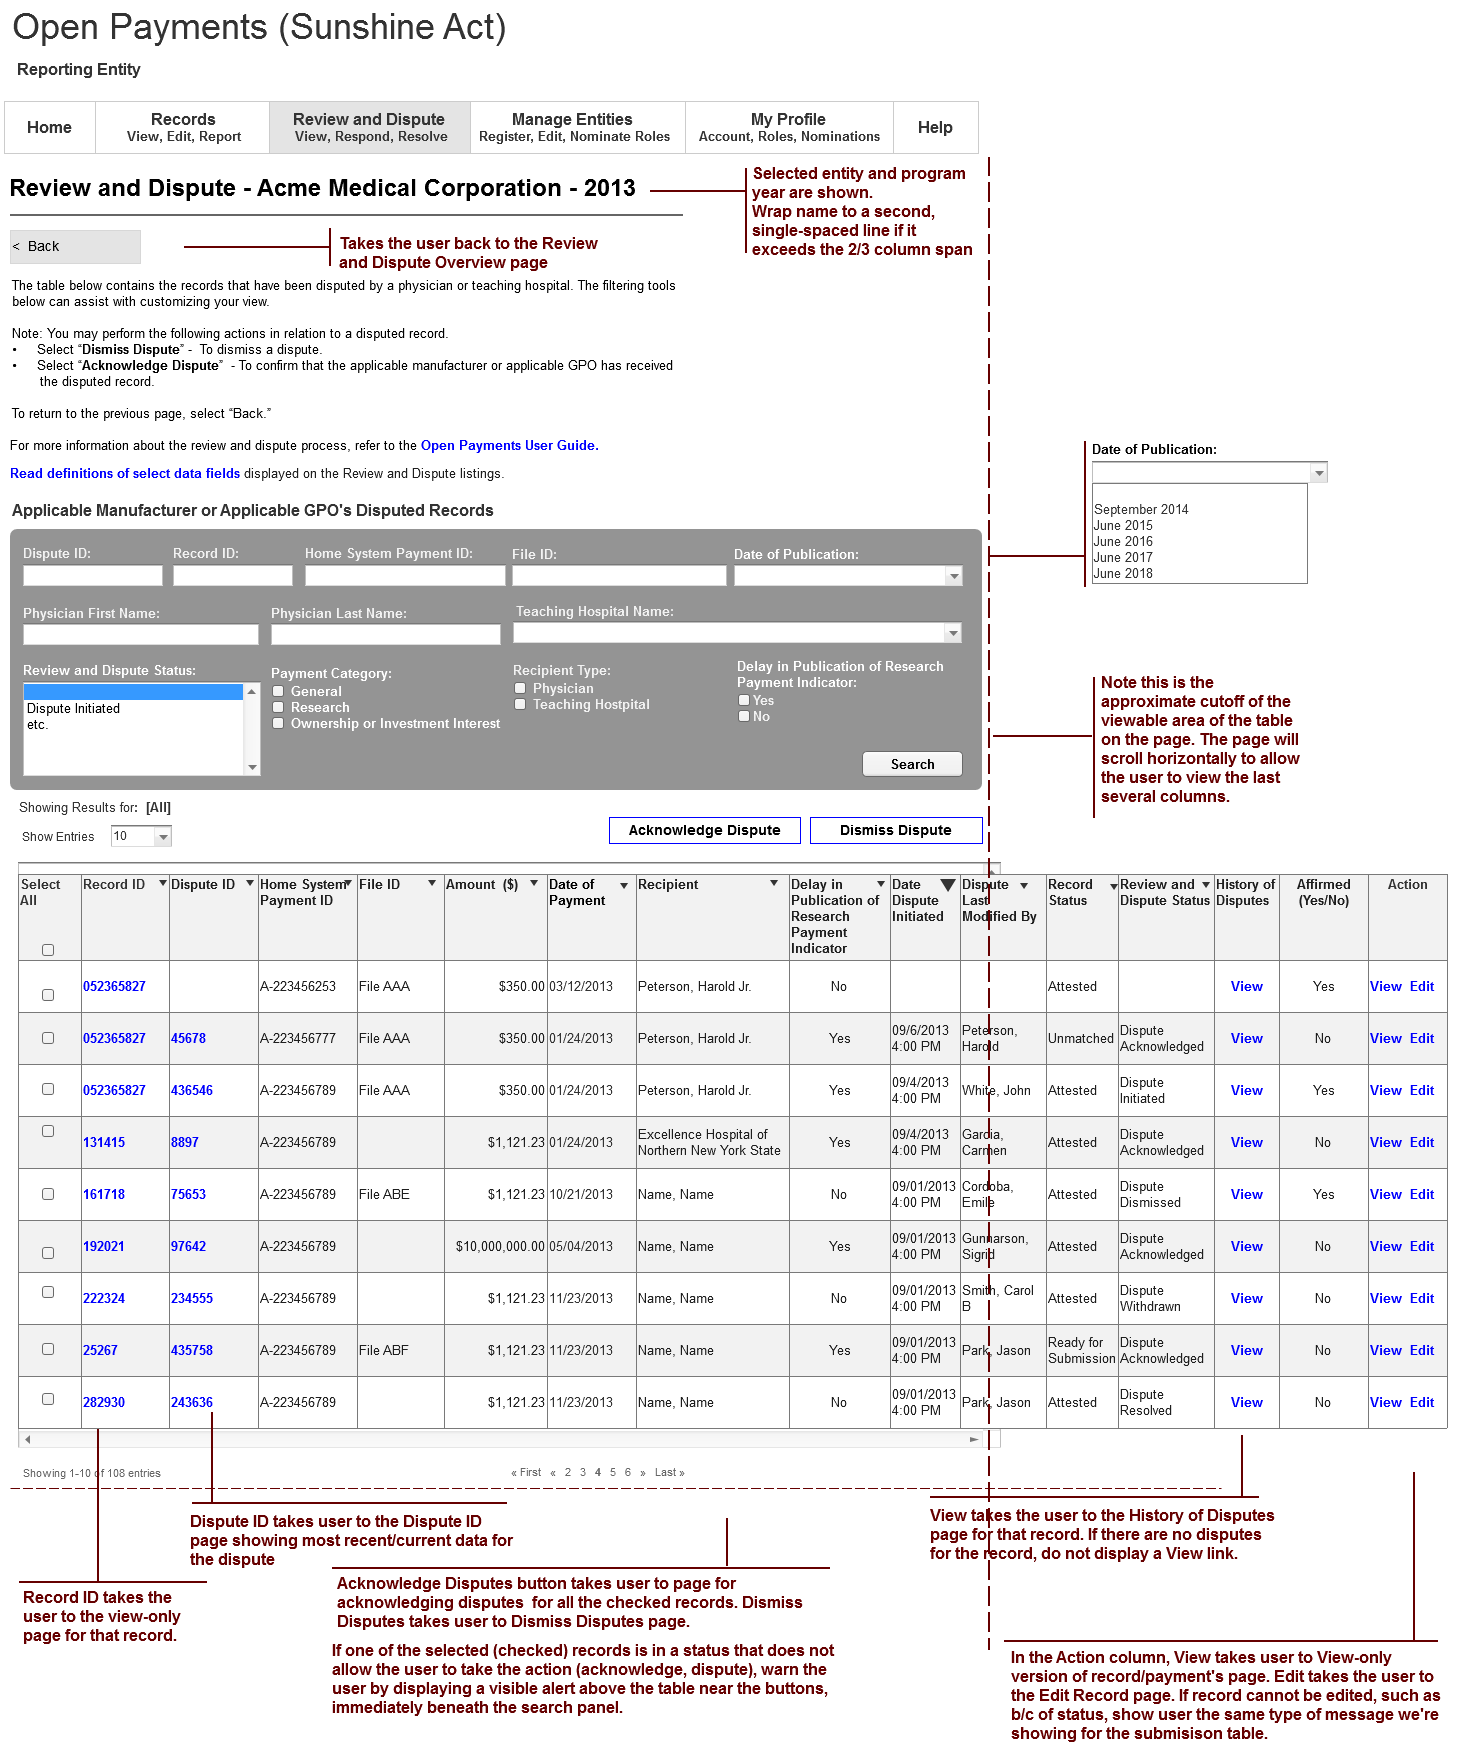 Open Payments (Sunshine Act)
Reporting Entity
Home
Records
View, Edit, Report
Review and Dispute
View, Respond, Resolve
Manage Entities
Register, Edit, Nominate Roles
My Profile
Account, Roles, Nominations
Help
Review and Dispute - Acme Medical Corporation - 2013
Selected entity and program
year are shown.
Wrap name to a second,
single-spaced line if it
exceeds the 2/3 column span
< Back
Takes the user back to the Review
and Dispute Overview page
The table below contains the records that have been disputed by a physician or teaching hospital. The filtering tools
below can assist with customizing your view.
Note: You may perform the following actions in relation to a disputed record.
• Select “Dismiss Dispute” - To dismiss a dispute.
• Select “Acknowledge Dispute” - To confirm that the applicable manufacturer or applicable GPO has received
the disputed record.
To return to the previous page, select “Back.”
For more information about the review and dispute process, refer to the Open Payments User Guide.
Read definitions of select data fields displayed on the Review and Dispute listings.
Date of Publication:
September 2014
June 2015
June 2016
June 2017
June 2018
Applicable Manufacturer or Applicable GPO's Disputed Records
Dispute ID: Record ID: Home System Payment ID: File ID: Date of Publication:
Physician First Name: Physician Last Name: Teaching Hospital Name:
Review and Dispute Status:
Dispute Initiated
etc.
Payment Category:
General
Research
Ownership or Investment Interest
Recipient Type:
Physician
Teaching Hostpital
Delay in Publication of Research
Payment Indicator:
Yes
No
Search
Note this is the
approximate cutoff of the
viewable area of the table
on the page. The page will
scroll horizontally to allow
the user to view the last
several columns.
Showing Results for: [All]
Show Entries 10
Acknowledge Dispute
Dismiss Dispute
Select
All
Record ID
Dispute ID
Home System
Payment ID
File ID
Amount ($)
Date of
Payment
Recipient
Delay in
Publication of
Research
Payment
Indicator
Date
Dispute
Initiated
Dispute
Last
Modified By
Record
Status
Review and
Dispute Status
History of
Disputes
Affirmed
(Yes/No)
Action
052365827 A-223456253 File AAA $350.00 03/12/2013 Peterson, Harold Jr. No Attested View Yes View Edit
052365827 45678 A-223456777 File AAA $350.00 01/24/2013 Peterson, Harold Jr. Yes 09/6/2013 4:00 PM Peterson, Harold Unmatched Dispute Acknowledged View No View Edit
052365827 436546 A-223456789 File AAA $350.00 01/24/2013 Peterson, Harold Jr. Yes 09/4/2013 4:00 PM White, John Attested Dispute Initiated View Yes View Edit
131415 8897 A-223456789 $1,121.23 01/24/2013 Excellence Hospital of Northern New York State Yes 09/4/2013 4:00 PM Garcia, Carmen Attested Dispute Acknowledged View No View Edit
161718 75653 A-223456789 File ABE $1,121.23 10/21/2013 Name, Name No 09/01/2013 4:00 PM Cordoba, Emile Attested Dispute Dismissed View Yes View Edit
192021 97642 A-223456789 $10,000,000.00 05/04/2013 Name, Name Yes 09/01/2013 4:00 PM Gunnarson, Sigrid Attested Dispute Acknowledged View No View Edit
222324 234555 A-223456789 $1,121.23 11/23/2013 Name, Name No 09/01/2013 4:00 PM Smith, Carol B Attested Dispute Withdrawn View No View Edit
25267 435758 A-223456789 File ABF $1,121.23 11/23/2013 Name, Name Yes 09/01/2013 4:00 PM Park, Jason Ready for Submission Dispute Acknowledged View No View Edit
282930 243636 A-223456789 $1,121.23 11/23/2013 Name, Name No 09/01/2013 4:00 PM Park, Jason Attested Dispute Resolved View No View Edit
Showing 1-10 of 108 entries
« First « 2 3 4 5 6 » Last »
Dispute ID takes user to the Dispute ID
page showing most recent/current data for
the dispute
View takes the user to the History of Disputes
page for that record. If there are no disputes
for the record, do not display a View link.
Record ID takes the
user to the view-only
page for that record.
Acknowledge Disputes button takes user to page for
acknowledging disputes for all the checked records. Dismiss
Disputes takes user to Dismiss Disputes page.
If one of the selected (checked) records is in a status that does not
allow the user to take the action (acknowledge, dispute), warn the
user by displaying a visible alert above the table near the buttons,
immediately beneath the search panel.
In the Action column, View takes user to View-only
version of record/payment's page. Edit takes the user to
the Edit Record page. If record cannot be edited, such as
b/c of status, show user the same type of message we're
showing for the submisison table.